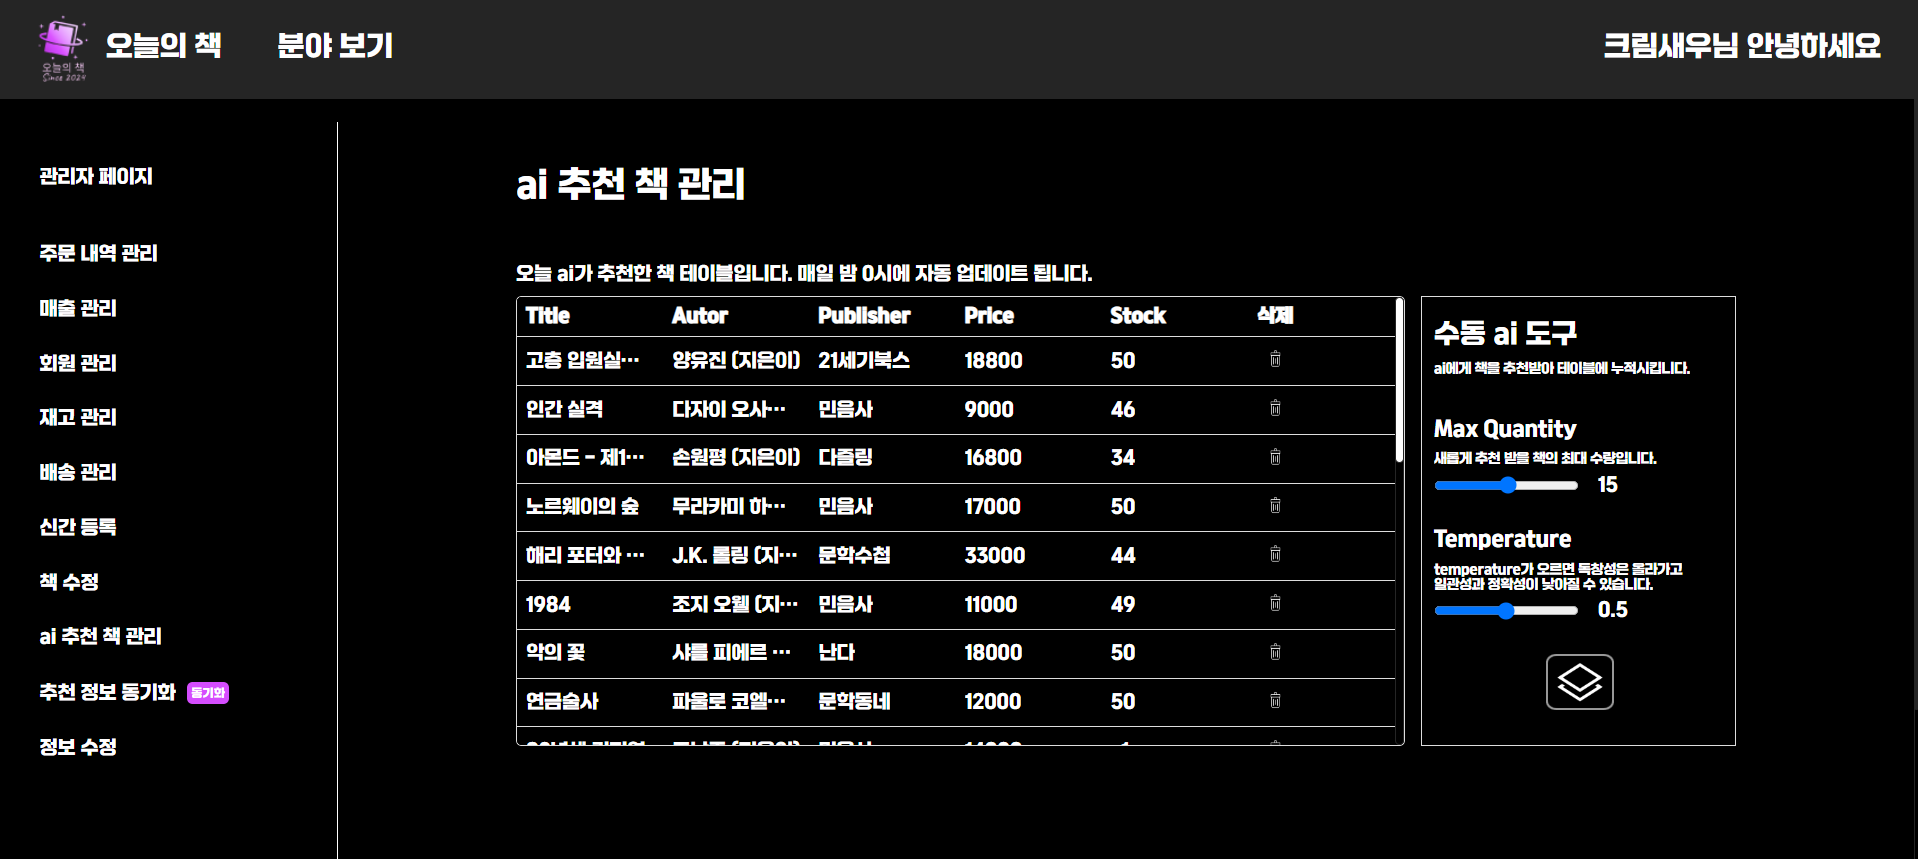 오늘의 책
Since 2024
오늘의 책
분야 보기
크림새우님 안녕하세요
관리자 페이지
주문 내역 관리
매출 관리
회원 관리
재고 관리
배송 관리
신간 등록
책 수정
ai 추천 책 관리
추천 정보 동기화 동기화
정보 수정
ai 추천 책 관리
오늘 ai가 추천한 책 테이블입니다. 매일 밤 0시에 자동 업데이트 됩니다.
Title Autor Publisher Price Stock 삭제
고층 입원실… 양유진 (지은이) 21세기북스 18800 50
인간 실격 다자이 오사… 민음사 9000 46
아몬드 - 제1… 손원평 (지은이) 다즐링 16800 34
노르웨이의 숲 무라카미 하… 민음사 17000 50
해리 포터와 … J.K. 롤링 (지… 문학수첩 33000 44
1984 조지 오웰 (지… 민음사 11000 49
악의 꽃 샤를 피에르 … 난다 18000 50
연금술사 파울로 코엘… 문학동네 12000 50
수동 ai 도구
ai에게 책을 추천받아 테이블에 누적시킵니다.
Max Quantity
새롭게 추천 받을 책의 최대 수량입니다.
15
Temperature
temperature가 오르면 독창성은 올라가고
일관성과 정확성이 낮아질 수 있습니다.
0.5